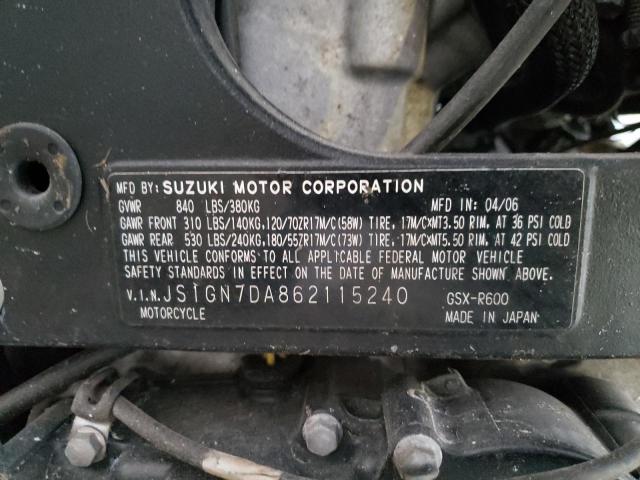 MFD BY: SUZUKI MOTOR CORPORATION
GVWR 840 LBS/380KG MFD IN: 04/06
GAWR FRONT 310 LBS/140KG,120/70ZR17M/C(58W) TIRE, 17M/C×MT3.50 RIM, AT 36 PSI COLD
GAWR REAR 530 LBS/240KG,180/55ZR17M/C(73W) TIRE, 17M/C×MT5.50 RIM, AT 42 PSI COLD
THIS VEHICLE CONFORMS TO ALL APPLICABLE FEDERAL MOTOR VEHICLE
SAFETY STANDARDS IN EFFECT ON THE DATE OF MANUFACTURE SHOWN ABOVE.
V.I.N. JS1GN7DA862115240 GSX-R600
MOTORCYCLE MADE IN JAPAN